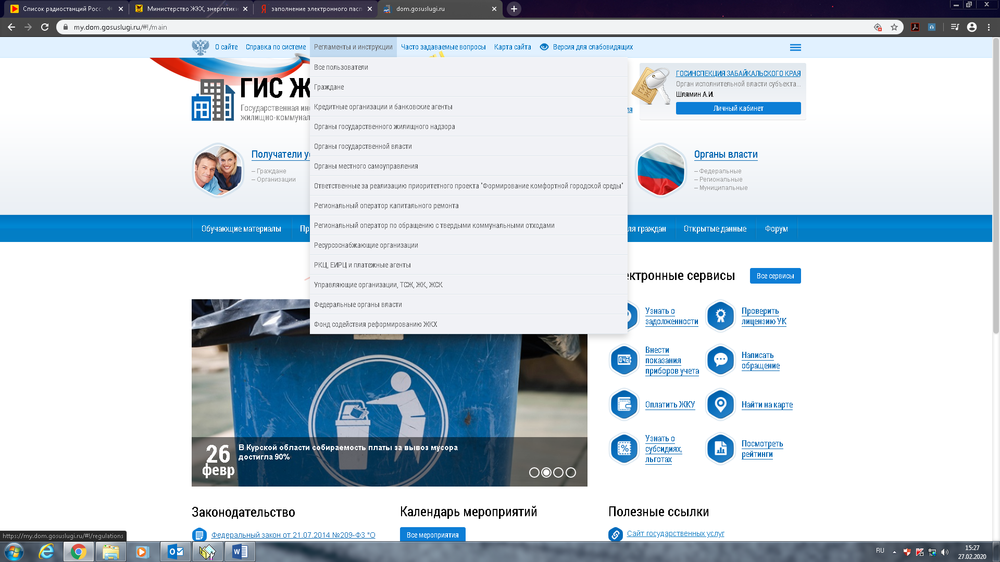 Список радиостанций Росс
Министерство ЖКХ, энергетики
заполнение электронного пасп
dom.gosuslugi.ru
my.dom.gosuslugi.ru/#!/main
О сайте
Справка по системе
Регламенты и инструкции
Часто задаваемые вопросы
Карта сайта
Версия для слабовидящих
Все пользователи
Граждане
Кредитные организации и банковские агенты
Органы государственного жилищного надзора
Органы государственной власти
Органы местного самоуправления
Ответственные за реализацию приоритетного проекта "Формирование комфортной городской среды"
Региональный оператор капитального ремонта
Региональный оператор по обращению с твердыми коммунальными отходами
Ресурсоснабжающие организации
РКЦ, ЕИРЦ и платежные агенты
Управляющие организации, ТСЖ, ЖК, ЖСК
Федеральные органы власти
Фонд содействия реформированию ЖКХ
ГИС Ж
Государственная ин
жилищно-коммунал
ия
ГИС
Ж
ГОСИНСПЕКЦИЯ ЗАБАЙКАЛЬСКОГО КРАЯ
Орган исполнительной власти субъекта...
Шлямин А.И.
Личный кабинет
Получатели ус
– Граждане
– Организации
Органы власти
– Федеральные
– Региональные
– Муниципальные
Обучающие материалы
Пр
ля граждан
Открытые данные
Форум
ктронные сервисы
Все сервисы
Узнать о
задолженности
Проверить
лицензию УК
Внести
показания
приборов учета
Написать
обращение
Оплатить ЖКУ
Найти на карте
Узнать о
субсидиях,
льготах
Посмотреть
рейтинги
26
февр
В Курской области собираемость платы за вывоз мусора
достигла 90%
Законодательство
Календарь мероприятий
Полезные ссылки
Федеральный закон от 21.07.2014 №209-ФЗ "О
Все мероприятия
Сайт государственных услуг
https://my.dom.gosuslugi.ru/#!/regulations
RU
15:27
27.02.2020